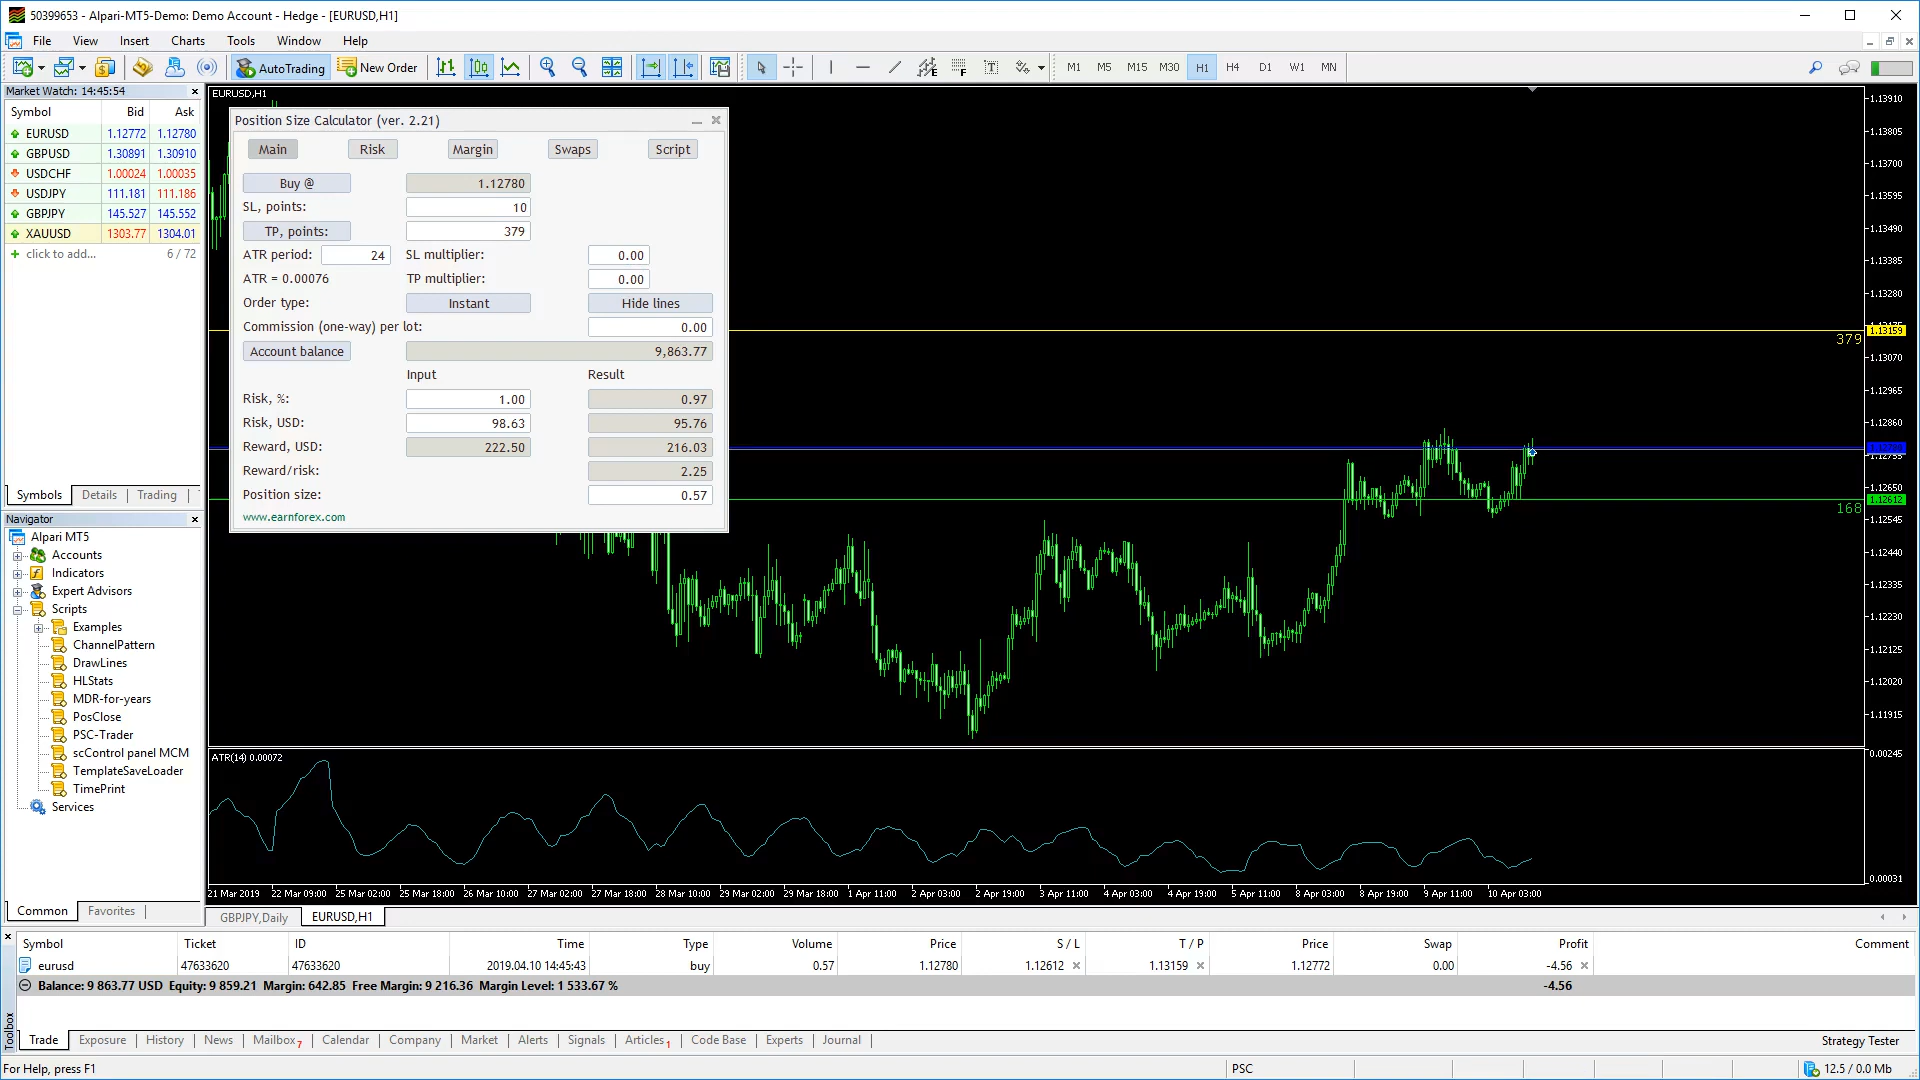 50399653 - Alpari-MT5-Demo: Demo Account - Hedge - [EURUSD,H1]
File View Insert Charts Tools Window Help
AutoTrading New Order M1 M5 M15 M30 H1 H4 D1 W1 MN
Market Watch: 14:45:54
Symbol Bid Ask
EURUSD 1.12772 1.12780
GBPUSD 1.30891 1.30910
USDCHF 1.00024 1.00035
USDJPY 111.181 111.186
GBPJPY 145.527 145.552
XAUUSD 1303.77 1304.01
click to add... 6 / 72
Symbols Details Trading
Navigator
Alpari MT5
Accounts
Indicators
Expert Advisors
Scripts
Examples
ChannelPattern
DrawLines
HLStats
MDR-for-years
PosClose
PSC-Trader
scControl panel MCM
TemplateSaveLoader
TimePrint
Services
Common Favorites
EURUSD,H1
Position Size Calculator (ver. 2.21)
Main Risk Margin Swaps Script
Buy @ 1.12780
SL, points: 10
TP, points: 379
ATR period: 24 SL multiplier: 0.00
ATR = 0.00076 TP multiplier: 0.00
Order type: Instant Hide lines
Commission (one-way) per lot: 0.00
Account balance 9,863.77
Input Result
Risk, %: 1.00 0.97
Risk, USD: 98.63 95.76
Reward, USD: 222.50 216.03
Reward/risk: 2.25
Position size: 0.57
www.earnforex.com
1.13910
1.13805
1.13700
1.13595
1.13490
1.13385
1.13280
1.13159
379
1.13070
1.12965
1.12860
1.12755
1.12650
1.12612
168
1.12545
1.12440
1.12335
1.12230
1.12125
1.12020
1.11915
ATR(14) 0.00072
0.00245
0.00031
21 Mar 2019 22 Mar 09:00 25 Mar 02:00 25 Mar 18:00 26 Mar 10:00 27 Mar 02:00 27 Mar 18:00 28 Mar 10:00 29 Mar 02:00 29 Mar 18:00 1 Apr 11:00 2 Apr 03:00 2 Apr 19:00 3 Apr 11:00 4 Apr 03:00 4 Apr 19:00 5 Apr 11:00 8 Apr 03:00 8 Apr 19:00 9 Apr 11:00 10 Apr 03:00
GBPJPY,Daily EURUSD,H1
Symbol Ticket ID Time Type Volume Price S / L T / P Price Swap Profit Comment
eurusd 47633620 47633620 2019.04.10 14:45:43 buy 0.57 1.12780 1.12612 1.13159 1.12772 0.00 -4.56
Balance: 9 863.77 USD Equity: 9 859.21 Margin: 642.85 Free Margin: 9 216.36 Margin Level: 1 533.67 % -4.56
Toolbox
Trade Exposure History News Mailbox 7 Calendar Company Market Alerts Signals Articles 1 Code Base Experts Journal Strategy Tester
For Help, press F1 PSC 12.5 / 0.0 Mb